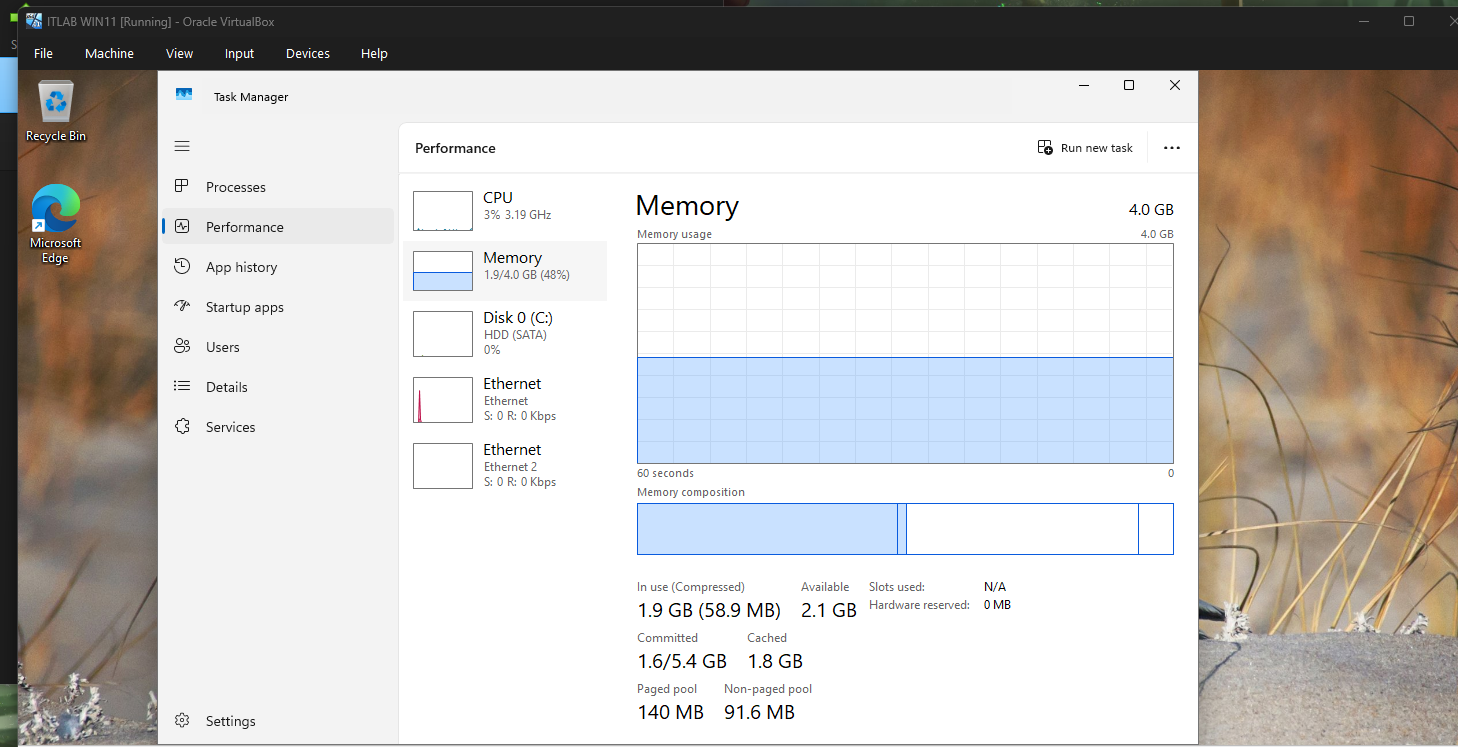 ITLAB WIN11 [Running] - Oracle VirtualBox
File Machine View Input Devices Help
Recycle Bin
Microsoft
Edge
Task Manager
Performance
Run new task
Processes
Performance
App history
Startup apps
Users
Details
Services
Settings
CPU
3% 3.19 GHz
Memory
1.9/4.0 GB (48%)
Disk 0 (C:)
HDD (SATA)
0%
Ethernet
Ethernet
S: 0 R: 0 Kbps
Ethernet
Ethernet 2
S: 0 R: 0 Kbps
Memory 4.0 GB
Memory usage 4.0 GB
60 seconds 0
Memory composition
In use (Compressed) Available Slots used: N/A
1.9 GB (58.9 MB) 2.1 GB Hardware reserved: 0 MB
Committed Cached
1.6/5.4 GB 1.8 GB
Paged pool Non-paged pool
140 MB 91.6 MB